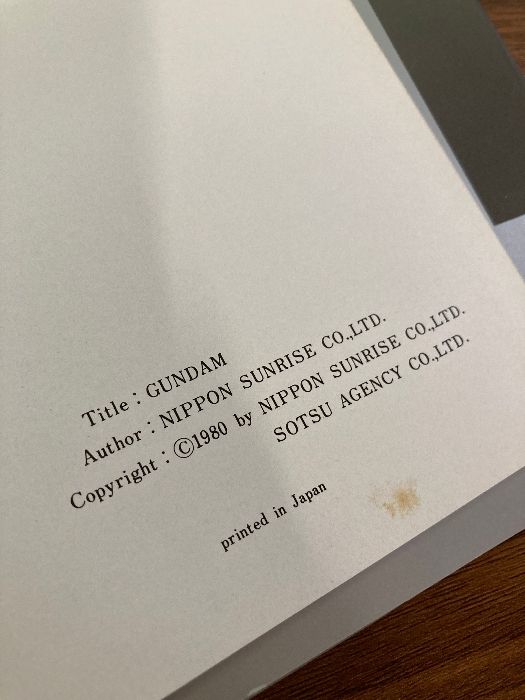 Title : GUNDAM
Author : NIPPON SUNRISE CO.,LTD.
Copyright : Ⓒ1980 by NIPPON SUNRISE CO.,LTD.
SOTSU AGENCY CO.,LTD.
printed in Japan